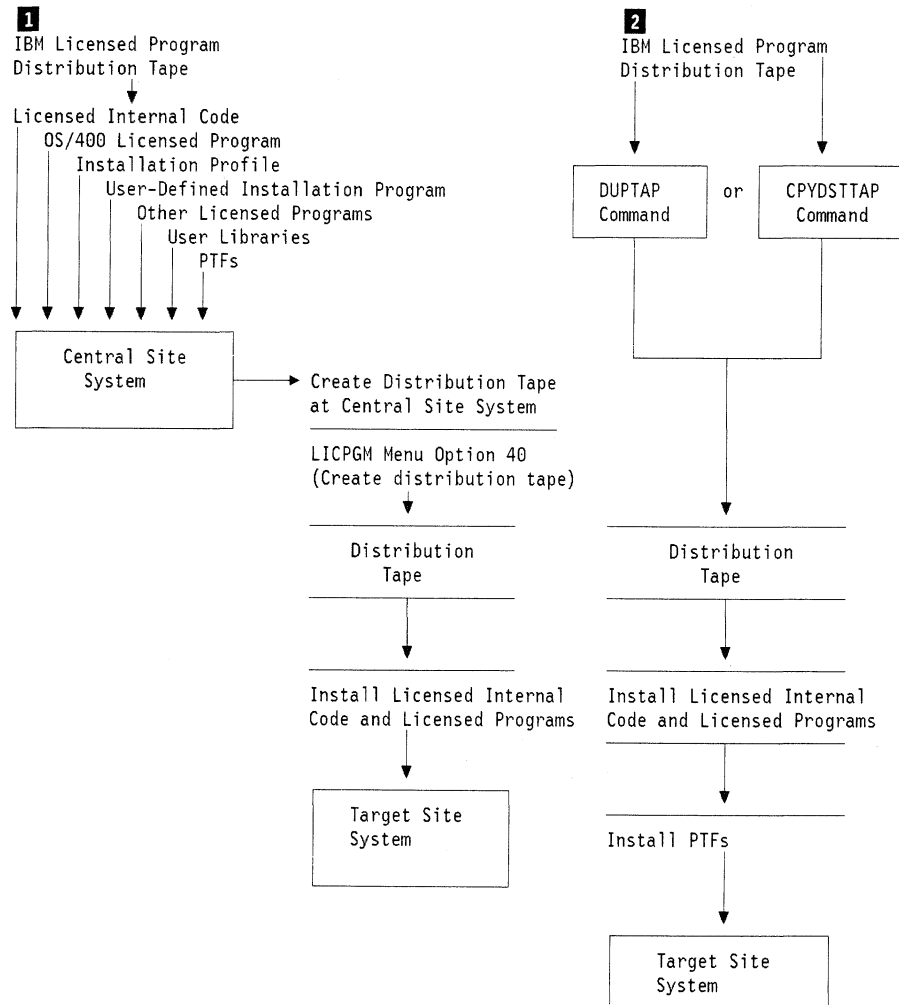 1
IBM Licensed Program
Distribution Tape
Licensed Internal Code
OS/400 Licensed Program
Installation Profile
User-Defined Installation Program
Other Licensed Programs
User Libraries
PTFs
Central Site
System
Create Distribution Tape
at Central Site System
LICPGM Menu Option 40
(Create distribution tape)
Distribution
Tape
Install Licensed Internal
Code and Licensed Programs
Target Site
System
2
IBM Licensed Program
Distribution Tape
DUPTAP
Command
or
CPYDSTTAP
Command
Distribution
Tape
Install Licensed Internal
Code and Licensed Programs
Install PTFs
Target Site
System